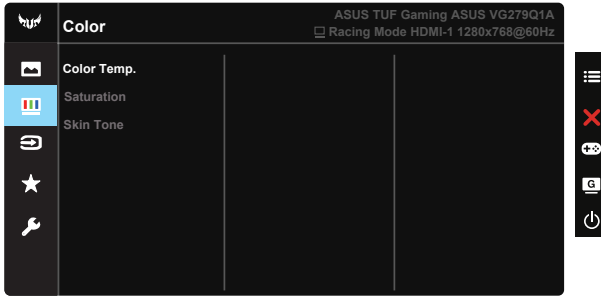 ASUS TUF Gaming ASUS VG279Q1A
Color
Racing Mode HDMI-1 1280x768@60Hz
Color Temp.
Saturation
Skin Tone
G